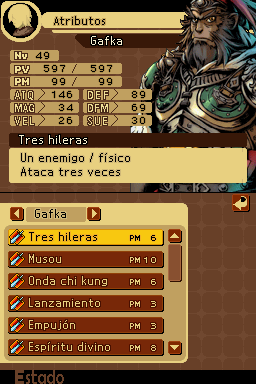 Atributos
Gafka
Nv 49
PV 597 / 597
PM 99 / 99
ATQ 146 DEF 89
MAG 34 DFM 69
VEL 26 SUE 30
Tres hileras
Un enemigo / físico
Ataca tres veces
Gafka
Tres hileras PM 6
Musou PM 10
Onda chi kung PM 6
Lanzamiento PM 3
Empujón PM 3
Espíritu divino PM 8
Estado